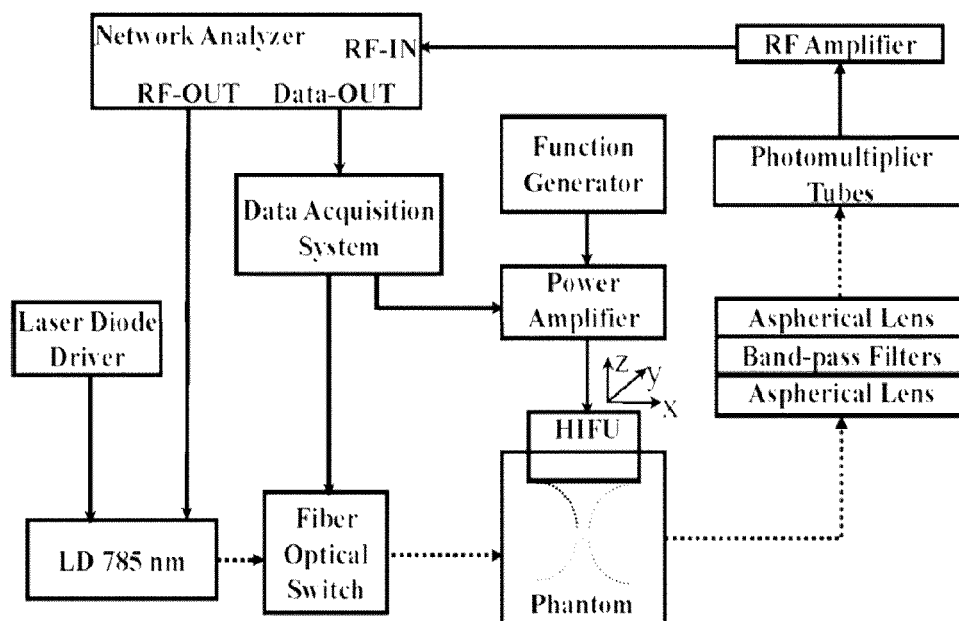 Network Analyzer
RF-IN
RF-OUT Data-OUT
RF Amplifier
Function
Generator
Photomultiplier
Tubes
Data Acquisition
System
Power
Amplifier
Laser Diode
Driver
Aspherical Lens
Band-pass Filters
Aspherical Lens
z
y
x
HIFU
LD 785 nm
Fiber
Optical
Switch
Phantom